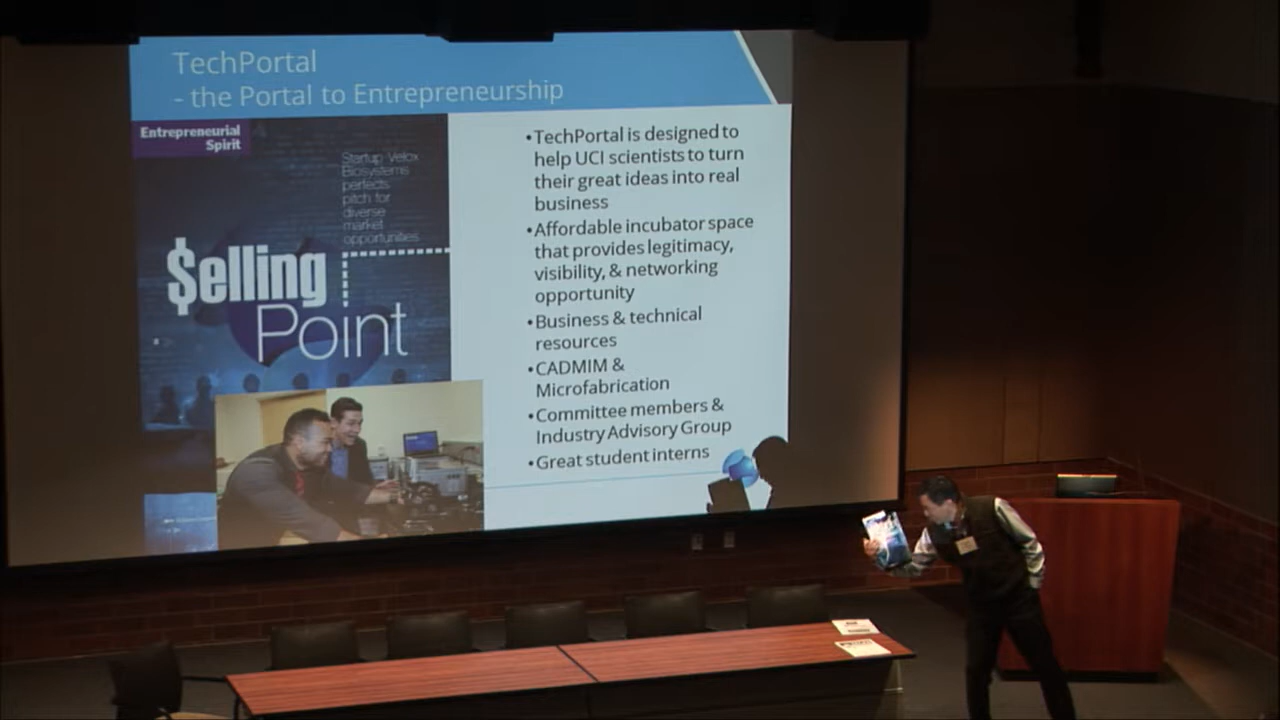 TechPortal
- the Portal to Entrepreneurship
Entrepreneurial
Spirit
Startup Velox
Biosystems
perfects
pitch for
diverse
market
opportunities
$elling
Point
•TechPortal is designed to
help UCI scientists to turn
their great ideas into real
business
•Affordable incubator space
that provides legitimacy,
visibility, & networking
opportunity
•Business & technical
resources
•CADMIM &
Microfabrication
•Committee members &
Industry Advisory Group
•Great student interns